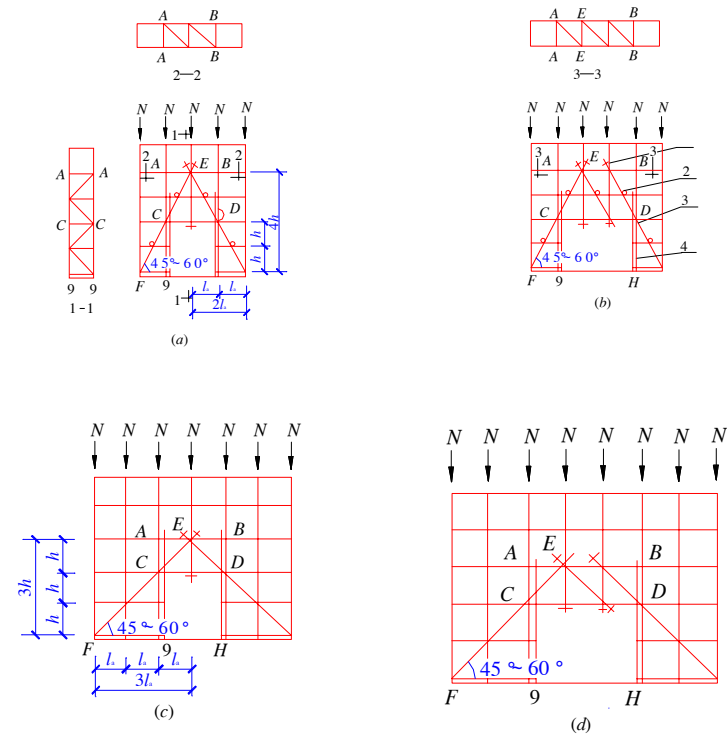 A B
A B
2—2
A E B
A E B
3—3
N N N N N
1
2 A E B 2
A A
C D
C C
4h
h
h
45~60°
F 9
9 9
1-1
1
lₐ lₐ
2lₐ
(a)
N N N N N N
3 A E 3 B 3
2
C D 3
4
45~60°
F 9 H
(b)
N N N N N N N
A E B
C D
3h
h
h
h
45~60°
F 9 H
lₐ lₐ lₐ
3lₐ
(c)
N N N N N N N N
A E B
C D
45~60°
F 9 H
(d)